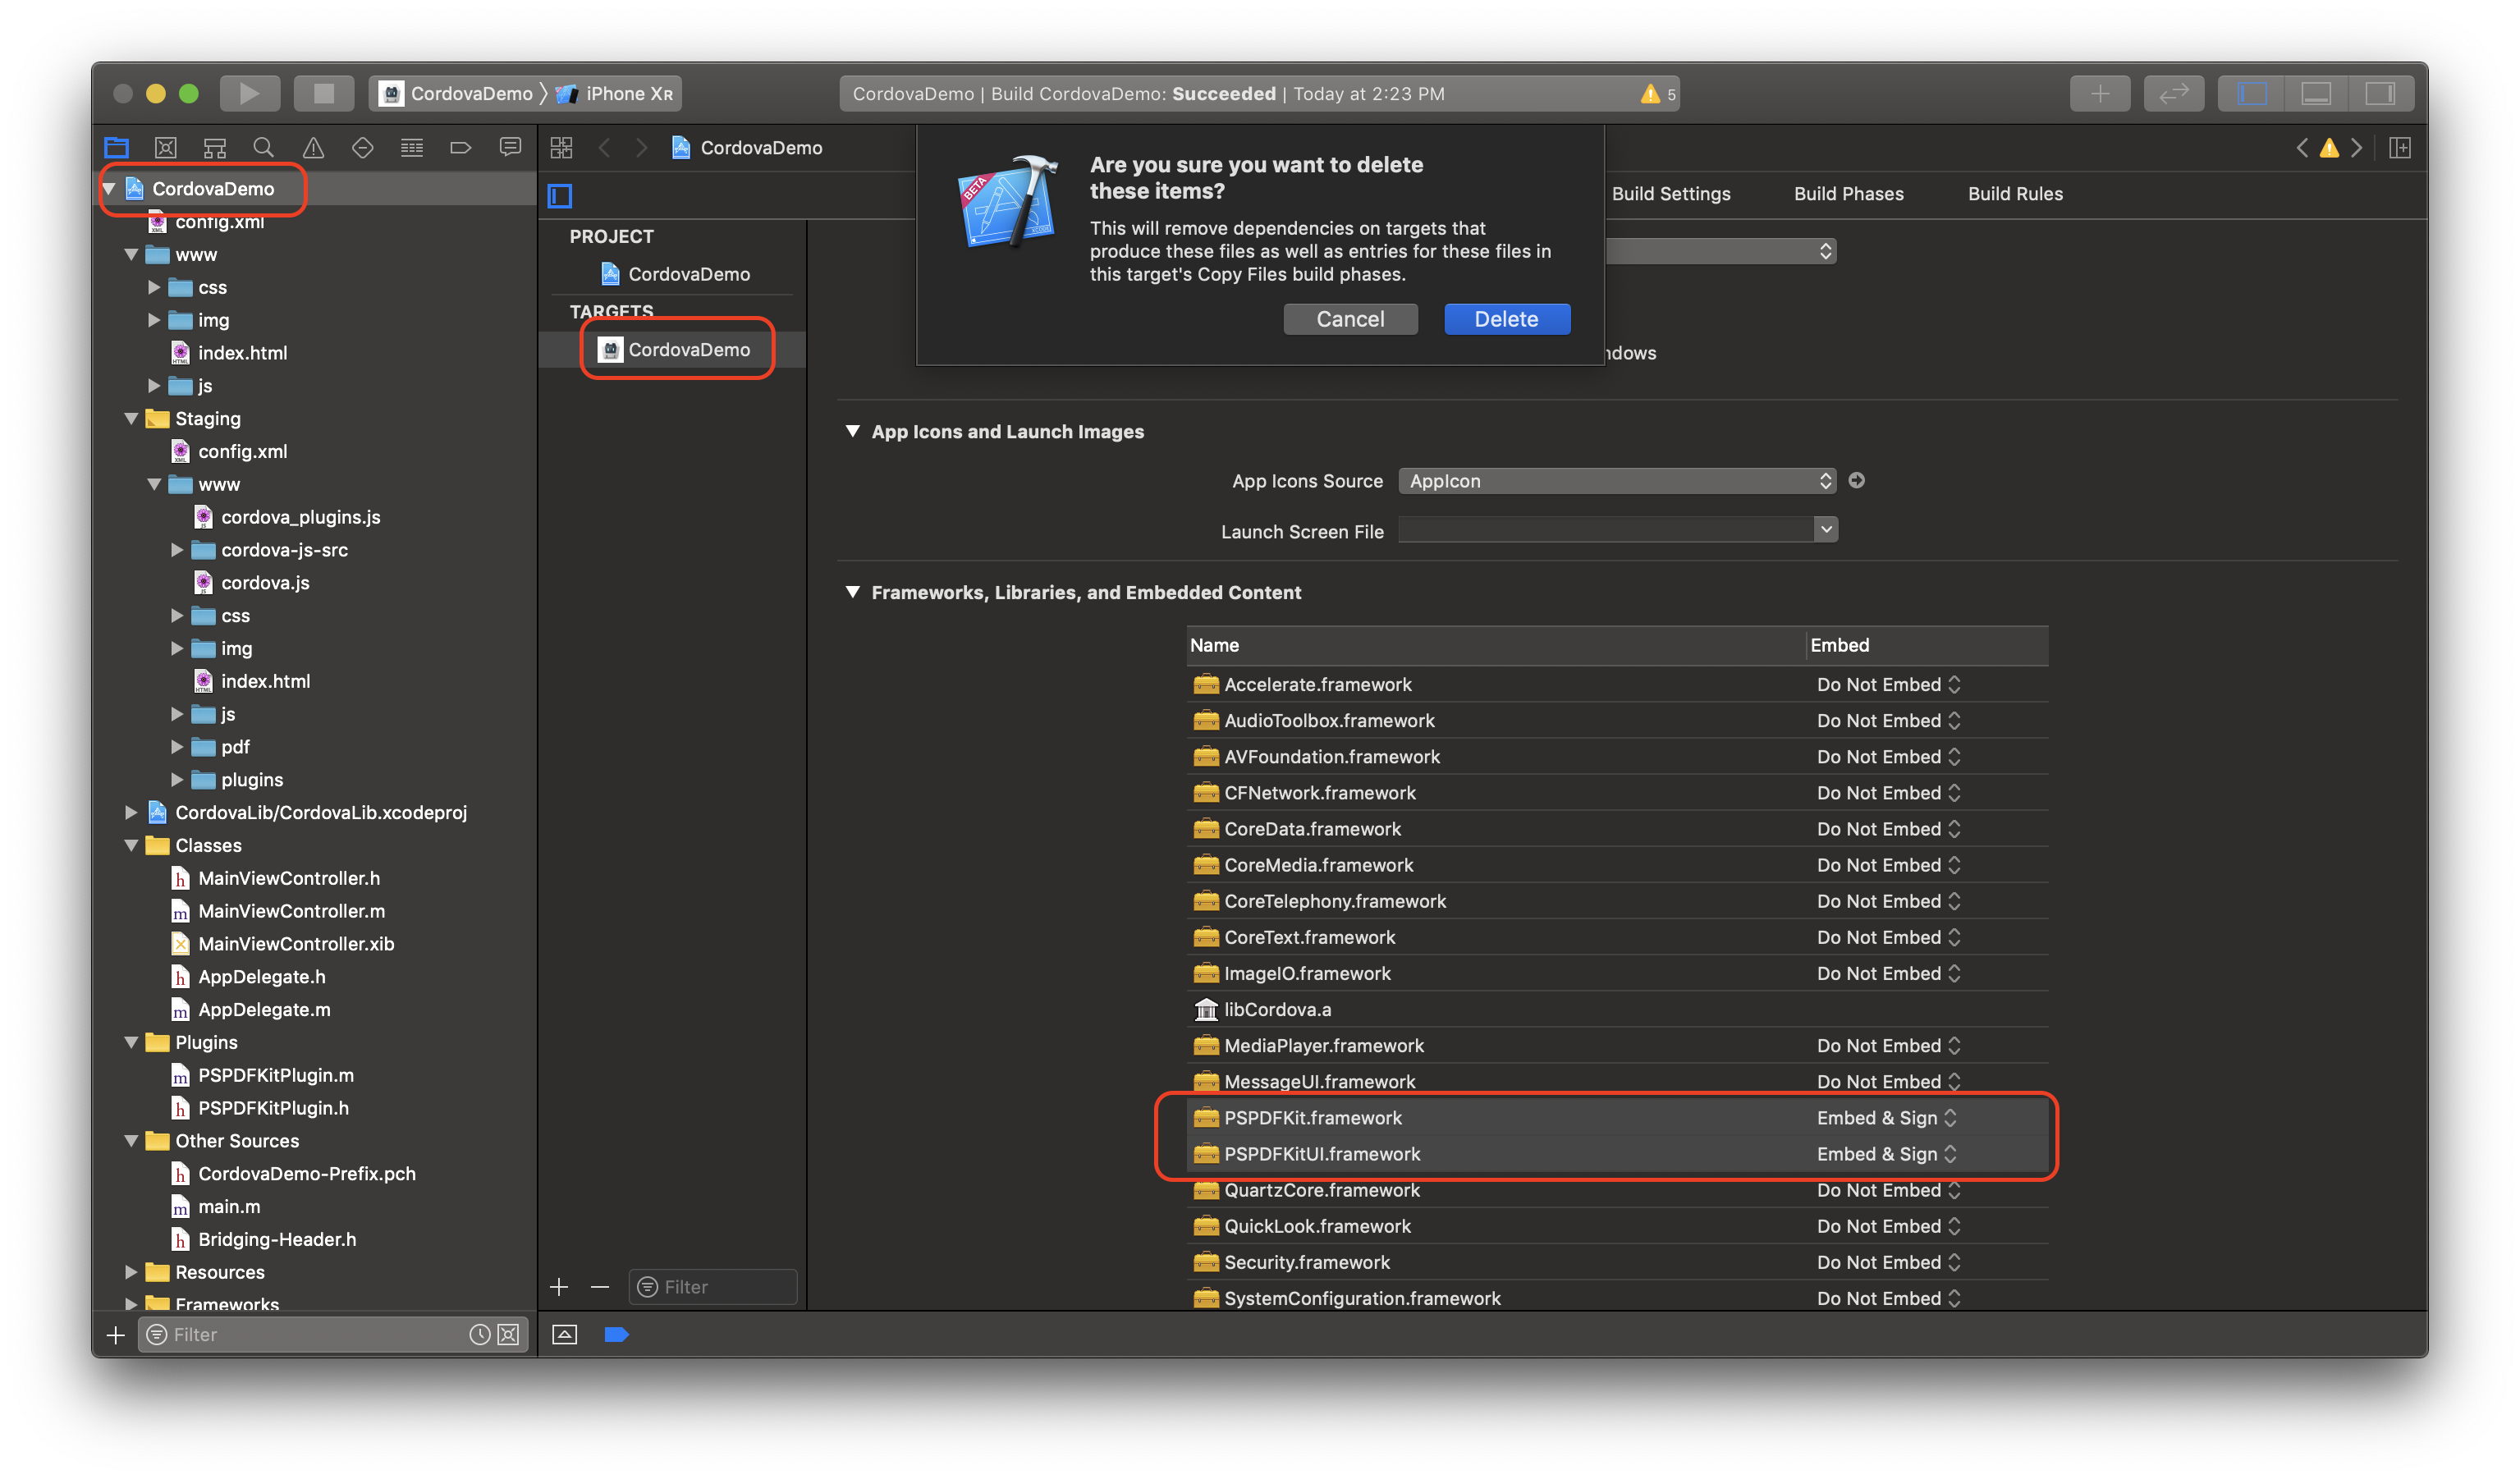 CordovaDemo
iPhone XR
CordovaDemo | Build CordovaDemo: Succeeded | Today at 2:23 PM
5
CordovaDemo
config.xml
www
css
img
index.html
js
Staging
config.xml
www
cordova_plugins.js
cordova-js-src
cordova.js
css
img
index.html
js
pdf
plugins
CordovaLib/CordovaLib.xcodeproj
Classes
MainViewController.h
MainViewController.m
MainViewController.xib
AppDelegate.h
AppDelegate.m
Plugins
PSPDFKitPlugin.m
PSPDFKitPlugin.h
Other Sources
CordovaDemo-Prefix.pch
main.m
Bridging-Header.h
Resources
Frameworks
Filter
CordovaDemo
PROJECT
CordovaDemo
TARGETS
CordovaDemo
Filter
BETA
Are you sure you want to delete
these items?
This will remove dependencies on targets that
produce these files as well as entries for these files in
this target's Copy Files build phases.
Cancel
Delete
Build Settings
Build Phases
Build Rules
ndows
App Icons and Launch Images
App Icons Source
AppIcon
Launch Screen File
Frameworks, Libraries, and Embedded Content
Name Embed
Accelerate.framework Do Not Embed
AudioToolbox.framework Do Not Embed
AVFoundation.framework Do Not Embed
CFNetwork.framework Do Not Embed
CoreData.framework Do Not Embed
CoreMedia.framework Do Not Embed
CoreTelephony.framework Do Not Embed
CoreText.framework Do Not Embed
ImageIO.framework Do Not Embed
libCordova.a
MediaPlayer.framework Do Not Embed
MessageUI.framework Do Not Embed
PSPDFKit.framework Embed & Sign
PSPDFKitUI.framework Embed & Sign
QuartzCore.framework Do Not Embed
QuickLook.framework Do Not Embed
Security.framework Do Not Embed
SystemConfiguration.framework Do Not Embed